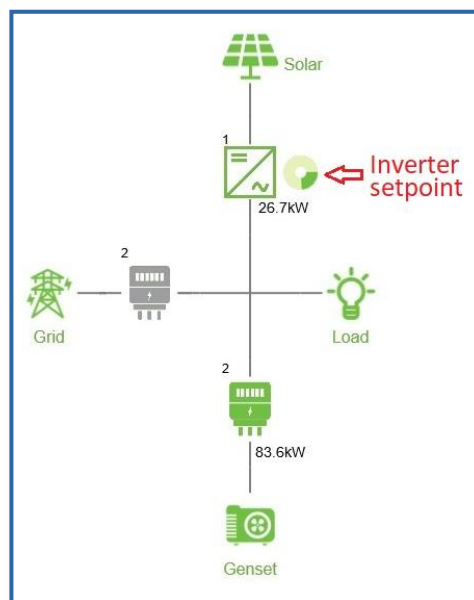 Solar
1
Inverter
setpoint
26.7kW
2
Grid
Load
2
83.6kW
Genset